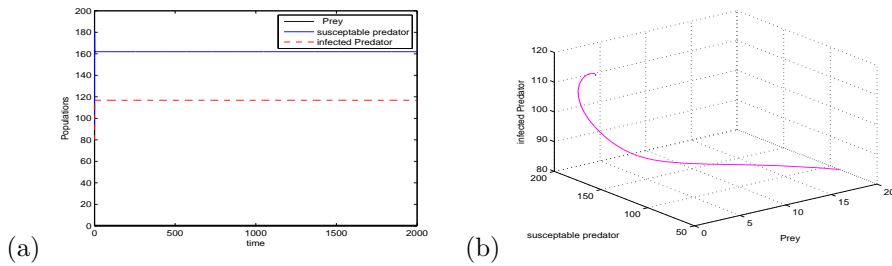 200
180
160
140
120
100
80
60
40
20
0
Populations
0 500 1000 1500 2000
time
Prey
susceptable predator
infected Predator
(a)
120
110
100
90
80
infected Predator
200
150
100
50
susceptable predator
0
5
10
15
20
Prey
(b)